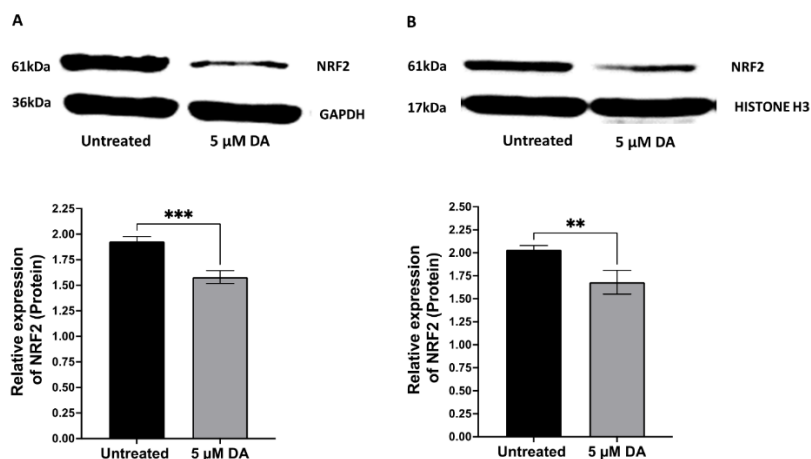 A
61kDa NRF2
36kDa GAPDH
Untreated 5 µM DA
***
Relative expression
of NRF2 (Protein)
2.25
2.00
1.75
1.50
1.25
1.00
0.75
0.50
0.25
0.00
Untreated 5 µM DA
B
61kDa NRF2
17kDa HISTONE H3
Untreated 5 µM DA
**
Relative expression
of NRF2 (Protein)
2.50
2.25
2.00
1.75
1.50
1.25
1.00
0.75
0.50
0.25
0.00
Untreated 5 µM DA